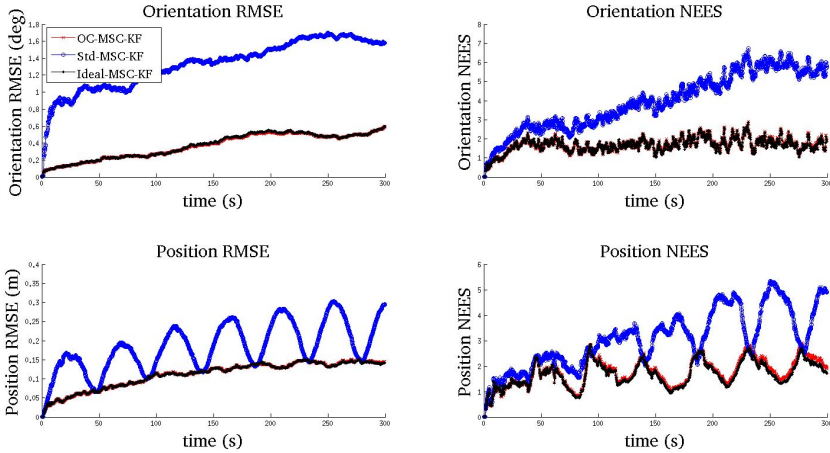 Orientation RMSE
Orientation RMSE (deg)
1.8
1.6
1.4
1.2
1
0.8
0.6
0.4
0.2
0
OC-MSC-KF
Std-MSC-KF
Ideal-MSC-KF
0 50 100 150 200 250 300
time (s)
Orientation NEES
Orientation NEES
8
7
6
5
4
3
2
1
0
0 50 100 150 200 250 300
time (s)
Position RMSE
Position RMSE (m)
0.4
0.35
0.3
0.25
0.2
0.15
0.1
0.05
0
0 50 100 150 200 250 300
time (s)
Position NEES
Position NEES
6
5
4
3
2
1
0
0 50 100 150 200 250 300
time (s)